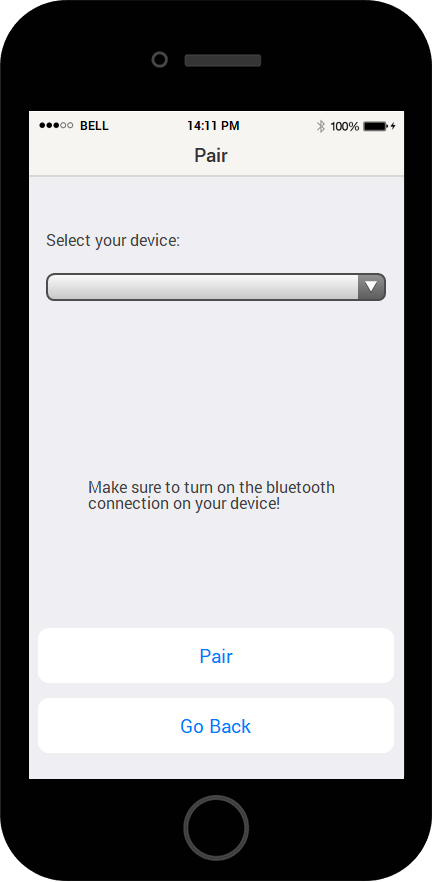 BELL 14:11 PM 100%
Pair
Select your device:
Make sure to turn on the bluetooth
connection on your device!
Pair
Go Back